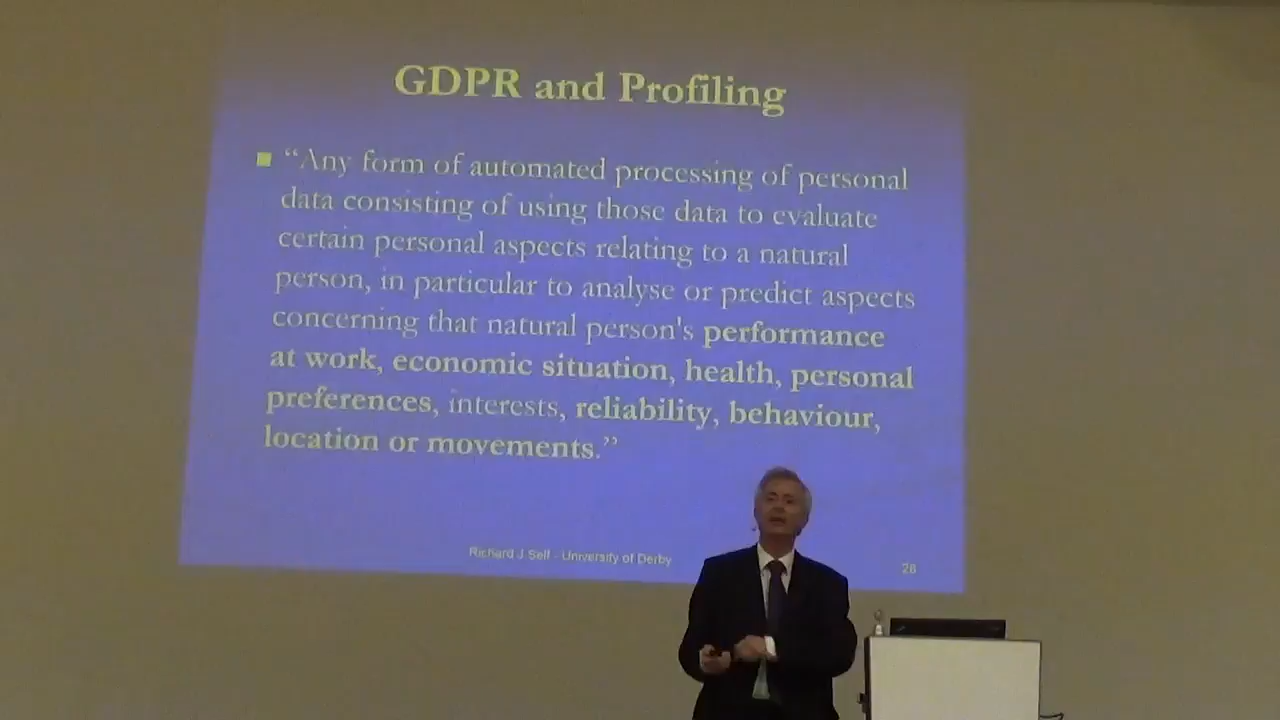 GDPR and Profiling
“Any form of automated processing of personal
data consisting of using those data to evaluate
certain personal aspects relating to a natural
person, in particular to analyse or predict aspects
concerning that natural person's performance
at work, economic situation, health, personal
preferences, interests, reliability, behaviour,
location or movements.”
Richard J Self - University of Derby
26